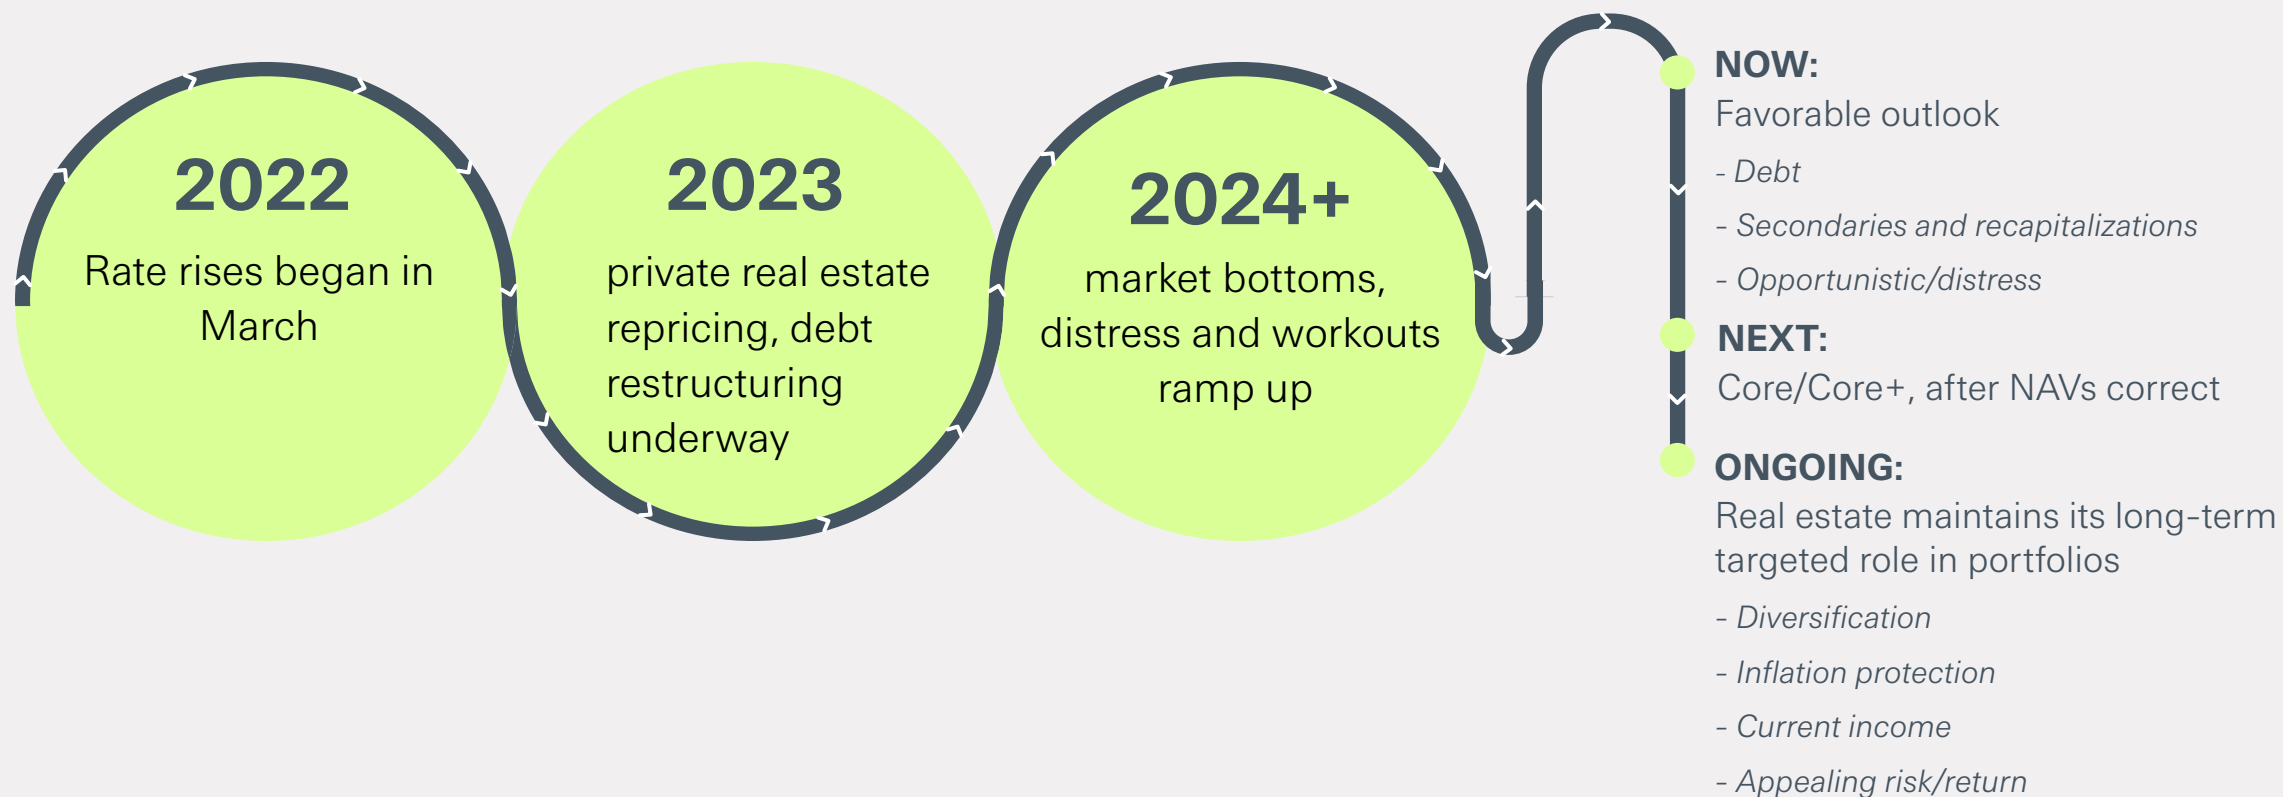 2022
Rate rises began in
March
2023
private real estate
repricing, debt
restructuring
underway
2024+
market bottoms,
distress and workouts
ramp up
NOW:
Favorable outlook
- Debt
- Secondaries and recapitalizations
- Opportunistic/distress
NEXT:
Core/Core+, after NAVs correct
ONGOING:
Real estate maintains its long-term
targeted role in portfolios
- Diversification
- Inflation protection
- Current income
- Appealing risk/return